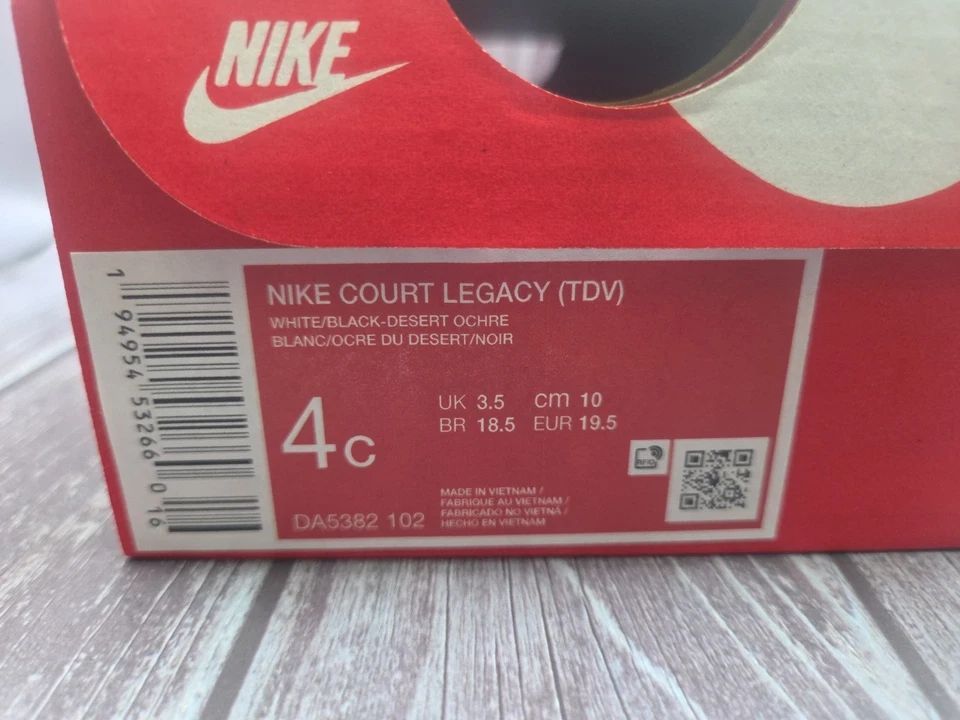 NIKE
NIKE COURT LEGACY (TDV)
WHITE/BLACK-DESERT OCHRE
BLANC/OCRE DU DESERT/NOIR
4C
UK 3.5 cm 10
BR 18.5 EUR 19.5
RFID
MADE IN VIETNAM /
FABRIQUE AU VIETNAM /
FABRICADO NO VIETNÃ /
HECHO EN VIETNAM
DA5382 102
1 94954 53266 0 16